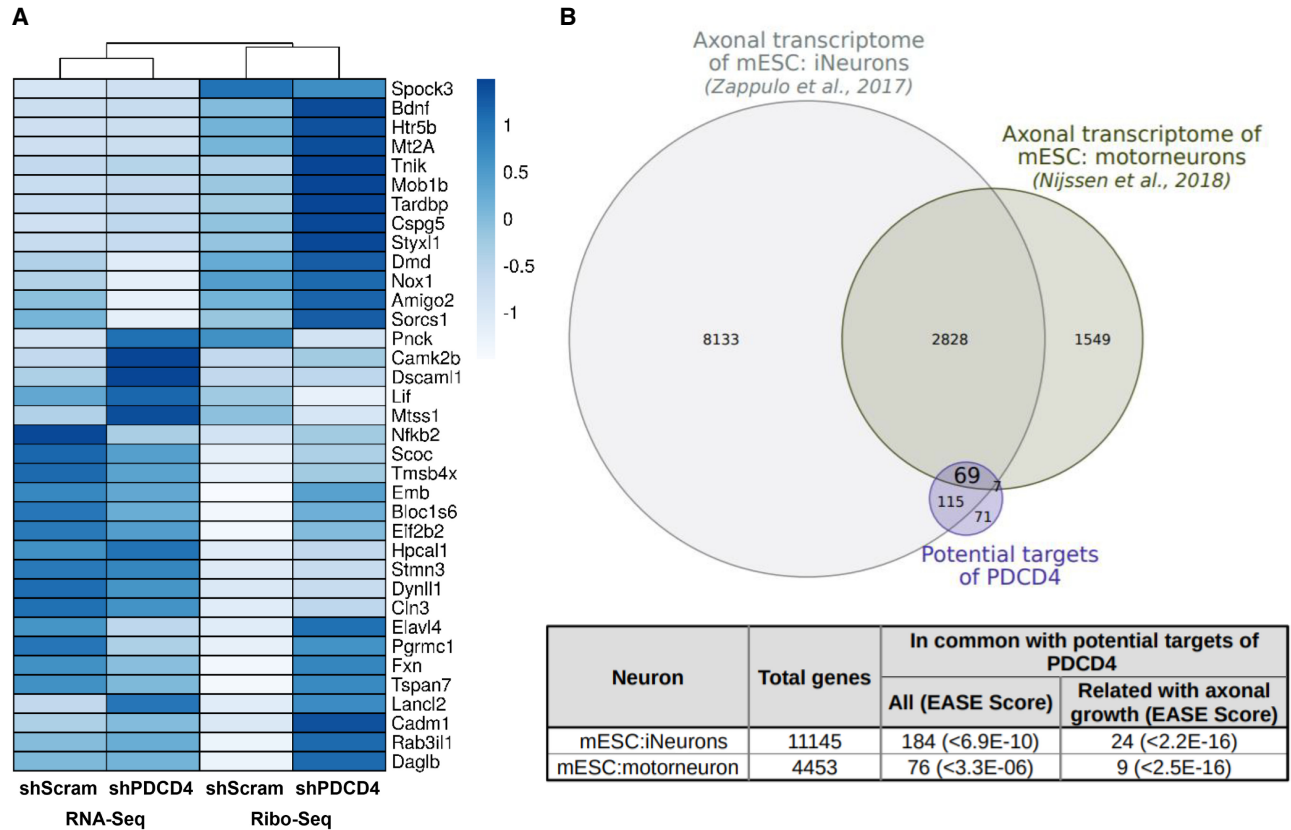 A
Spock3
Bdnf
Htr5b
Mt2A
Tnik
Mob1b
Tardbp
Cspg5
Styxl1
Dmd
Nox1
Amigo2
Sorcs1
Pnck
Camk2b
Dscaml1
Lif
Mtss1
Nfkb2
Scoc
Tmsb4x
Emb
Bloc1s6
Eif2b2
Hpcal1
Stmn3
Dynll1
Cln3
Elavl4
Pgrmc1
Fxn
Tspan7
Lancl2
Cadm1
Rab3il1
Daglb
1
0.5
0
-0.5
-1
shScram shPDCD4 shScram shPDCD4
RNA-Seq Ribo-Seq
B
Axonal transcriptome
of mESC: iNeurons
(Zappulo et al., 2017)
Axonal transcriptome of
mESC: motorneurons
(Nijssen et al., 2018)
8133
2828
1549
69
7
115
71
Potential targets
of PDCD4
Neuron
Total genes
In common with potential targets of
PDCD4
All (EASE Score)
Related with axonal
growth (EASE Score)
mESC:iNeurons 11145 184 (<6.9E-10) 24 (<2.2E-16)
mESC:motorneuron 4453 76 (<3.3E-06) 9 (<2.5E-16)